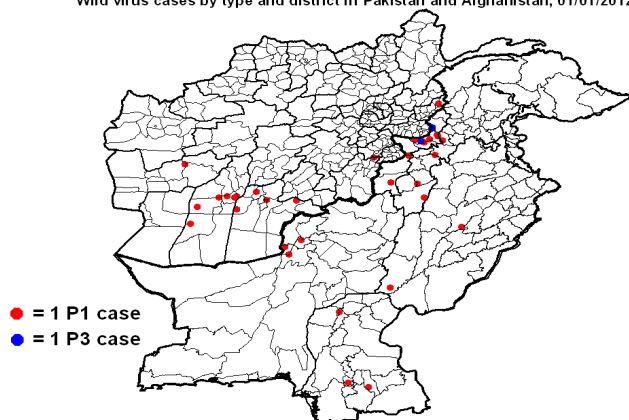 Wild virus cases by type and district in Pakistan and Afghanistan, 01/01/2012
= 1 P1 case
= 1 P3 case